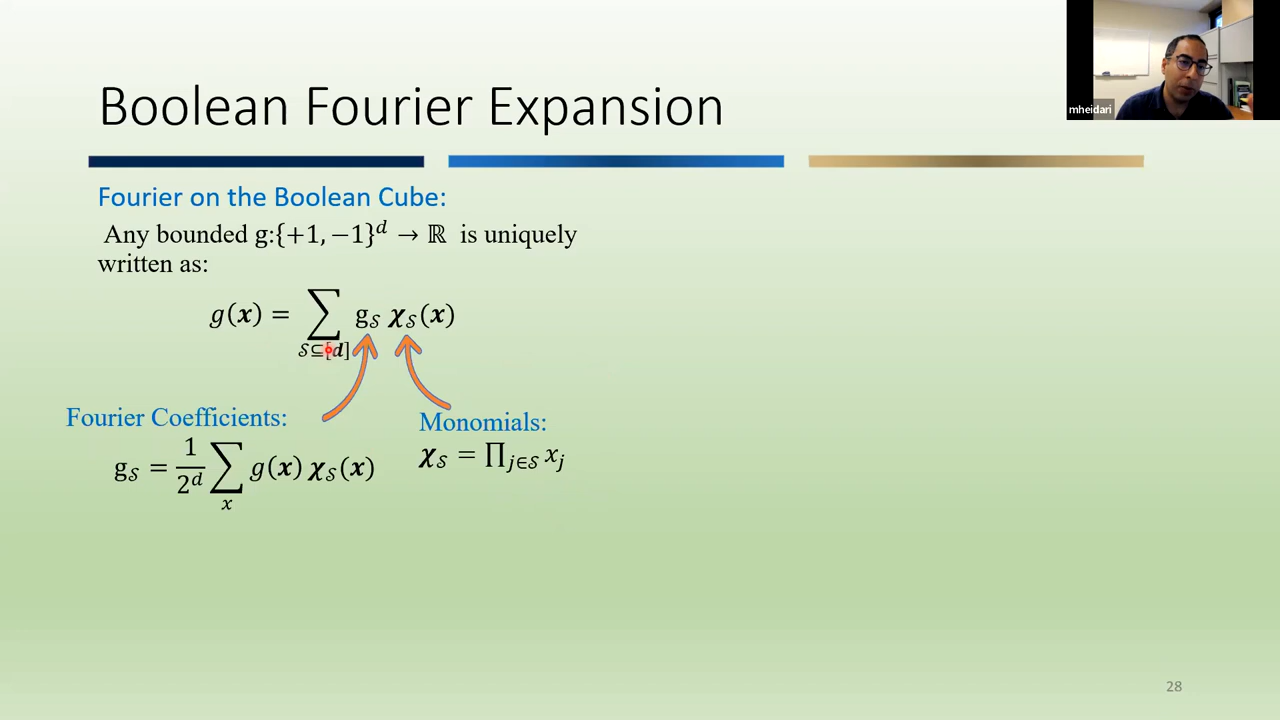 mheidari
Boolean Fourier Expansion
Fourier on the Boolean Cube:
Any bounded g:{+1, −1}^d → ℝ is uniquely
written as:
g(𝒙) = ∑_{𝒮⊆[𝒅]} g_𝒮 𝝌_𝒮(𝒙)
Fourier Coefficients:
g_𝒮 = \frac{1}{2^d} ∑_x g(𝒙) 𝝌_𝒮(𝒙)
Monomials:
𝝌_𝒮 = ∏_{j∈𝒮} x_j
28